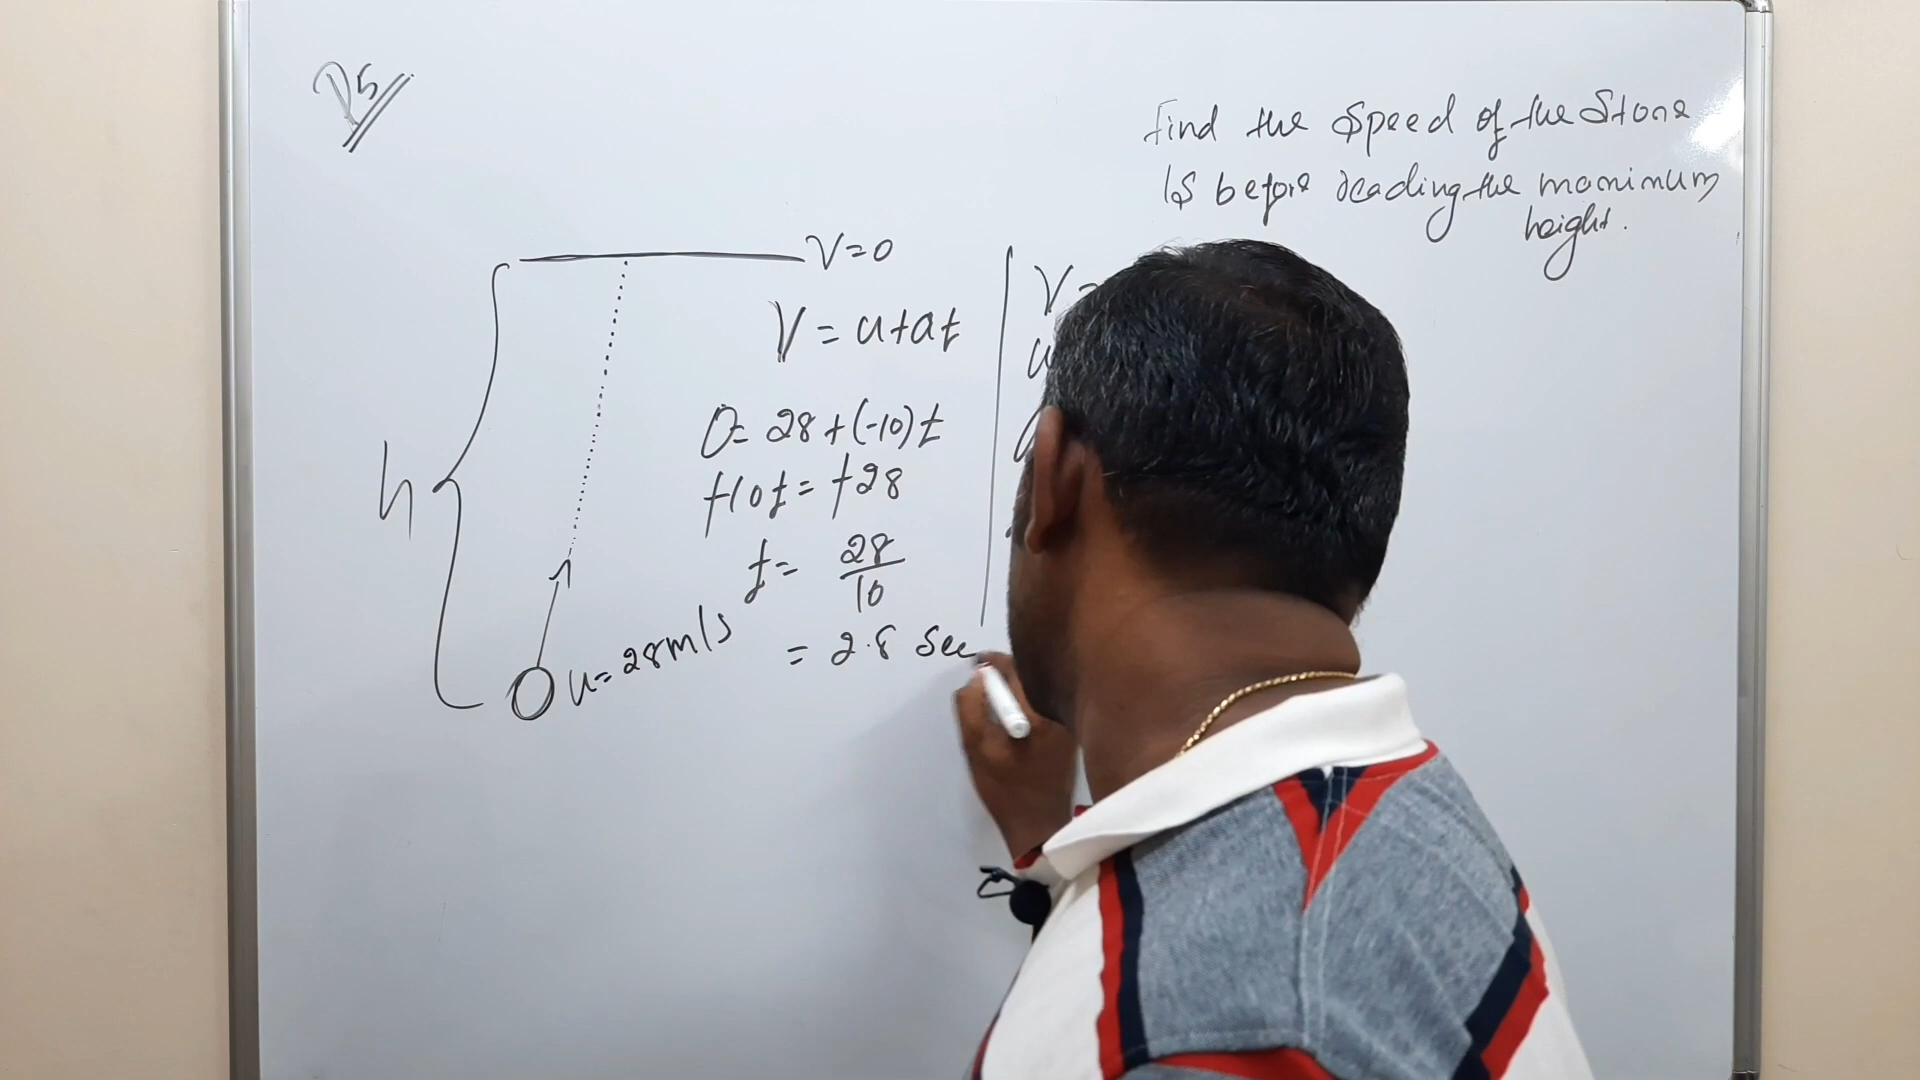 P5
Find the Speed of the Stone
1s before reading the maximum
height.
V=0
V = u+at
0= 28+(-10)t
+10t= +28
t= 28/10
= 2.8 Sec
h
u=28m/s
V=
u